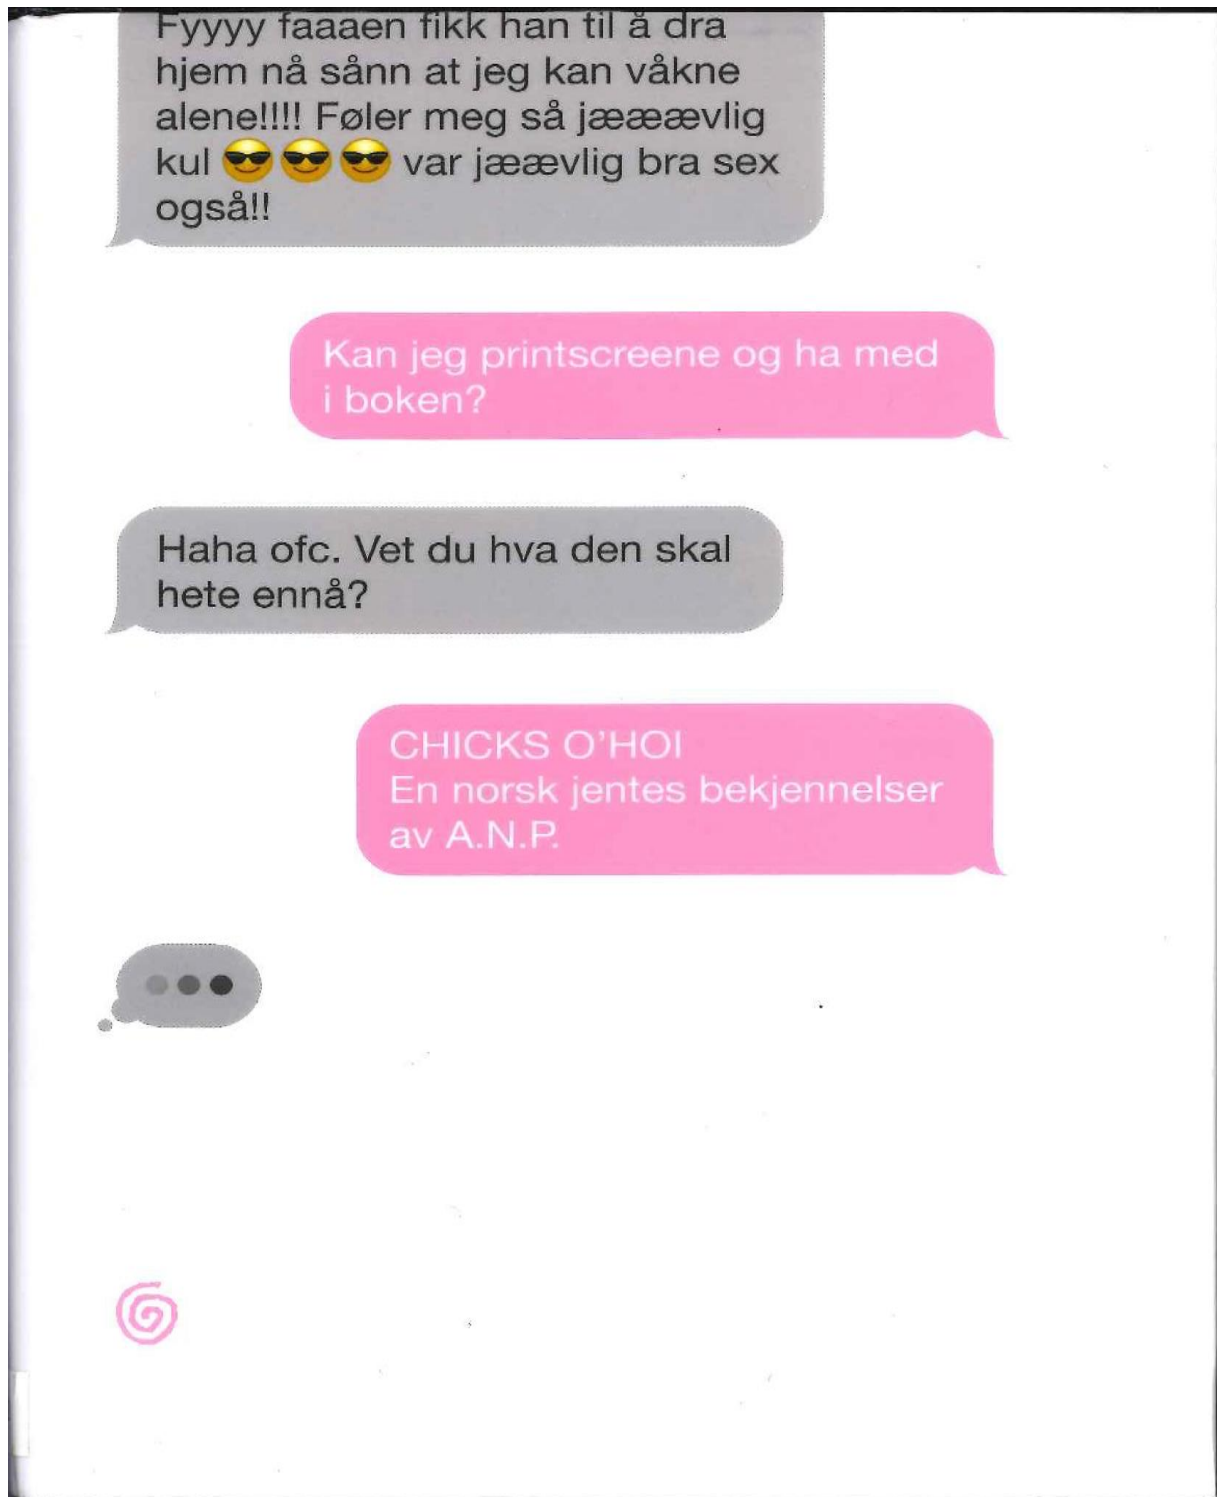 Fyyyy faaaen fikk han til å dra
hjem nå sånn at jeg kan våkne
alene!!!! Føler meg så jææævlig
kul 😎 😎 😎 var jææævlig bra sex
også!!
Kan jeg printscreene og ha med
i boken?
Haha ofc. Vet du hva den skal
hete ennå?
CHICKS O'HOI
En norsk jentes bekjennelser
av A.N.P.